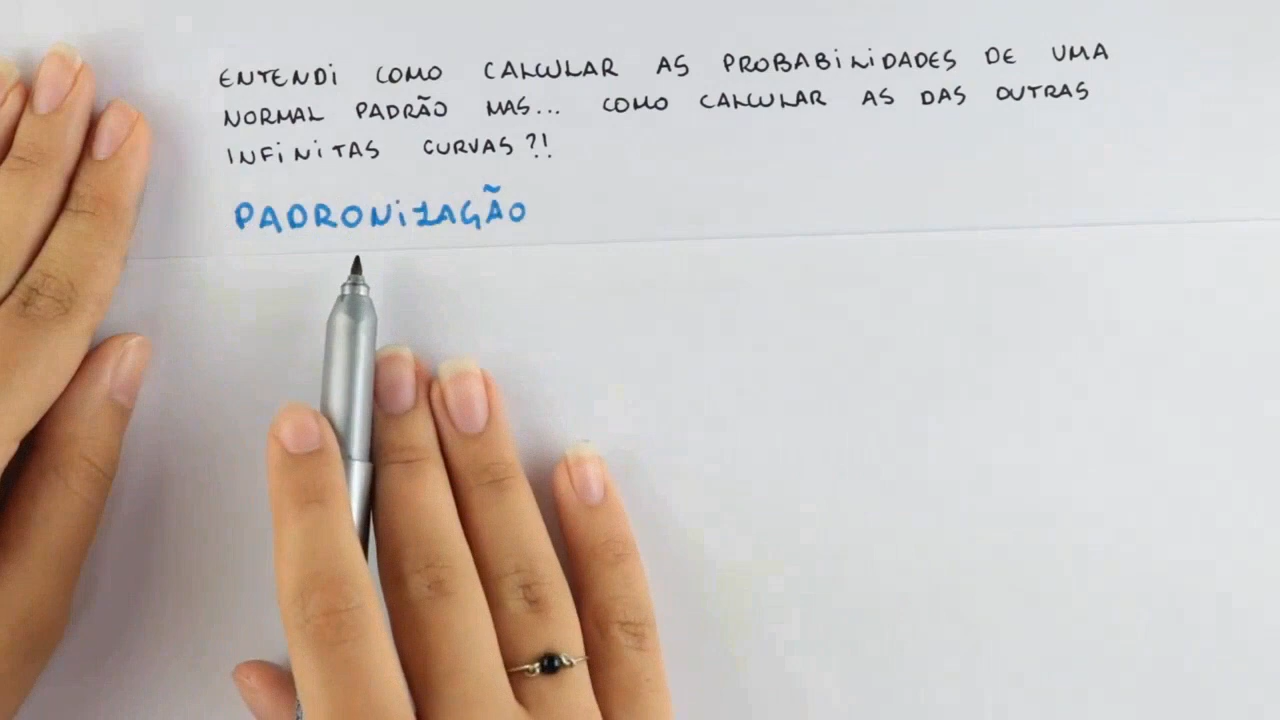 ENTENDi COMO CALCULAR AS PROBABiLiDADES DE UMA
NORMAL PADRÃO MAS... COMO CALCULAR AS DAS OUTRAS
INFiNiTAS CURVAS?!
PADRONiZAÇÃO